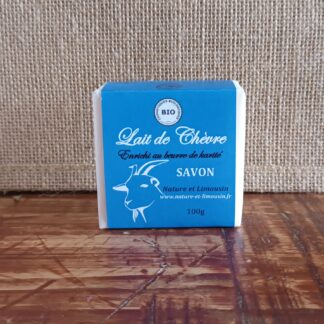 BIO
Lait de Chèvre
Enrichi au beurre de karité
SAVON
Nature et Limousin
www.nature-et-limousin.fr
100g